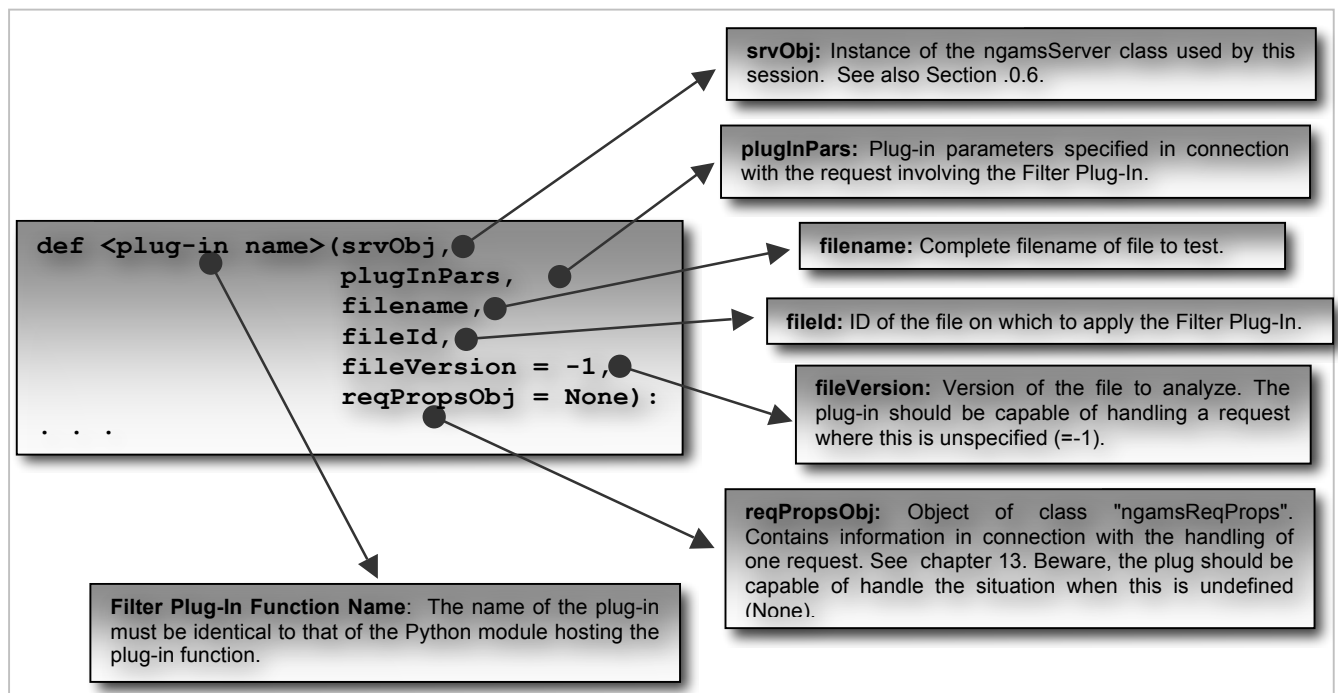 srvObj: Instance of the ngamsServer class used by this
session. See also Section .0.6.
plugInPars: Plug-in parameters specified in connection
with the request involving the Filter Plug-In.
def <plug-in name>(srvObj,
plugInPars,
filename,
fileId,
fileVersion = -1,
reqPropsObj = None):
. . .
filename: Complete filename of file to test.
fileId: ID of the file on which to apply the Filter Plug-In.
fileVersion: Version of the file to analyze. The
plug-in should be capable of handling a request
where this is unspecified (=-1).
reqPropsObj: Object of class "ngamsReqProps".
Contains information in connection with the handling of
one request. See chapter 13. Beware, the plug should be
capable of handle the situation when this is undefined
(None).
Filter Plug-In Function Name: The name of the plug-in
must be identical to that of the Python module hosting the
plug-in function.